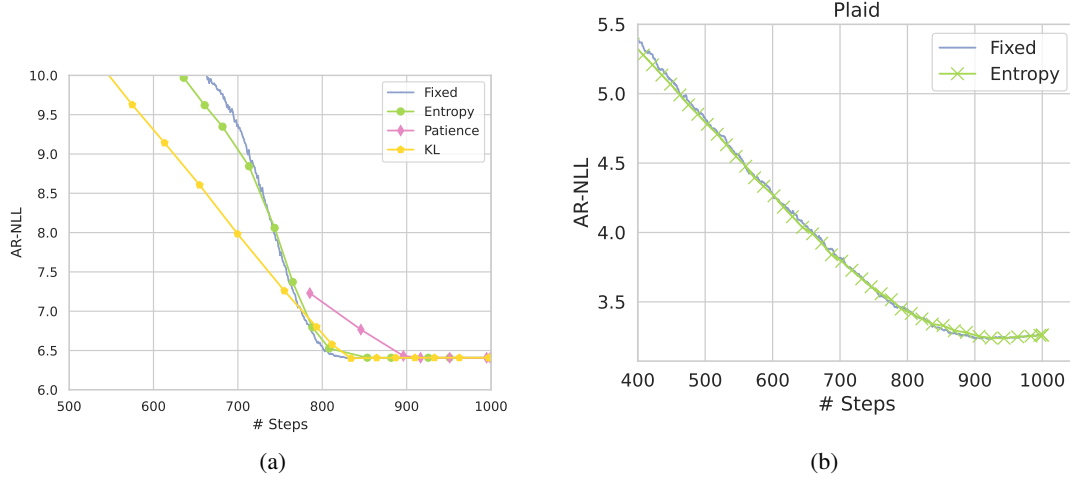 10.0
9.5
9.0
8.5
8.0
7.5
7.0
6.5
6.0
AR-NLL
500 600 700 800 900 1000
# Steps
Fixed
Entropy
Patience
KL
(a)
Plaid
5.5
5.0
4.5
4.0
3.5
AR-NLL
400 500 600 700 800 900 1000
# Steps
Fixed
Entropy
(b)